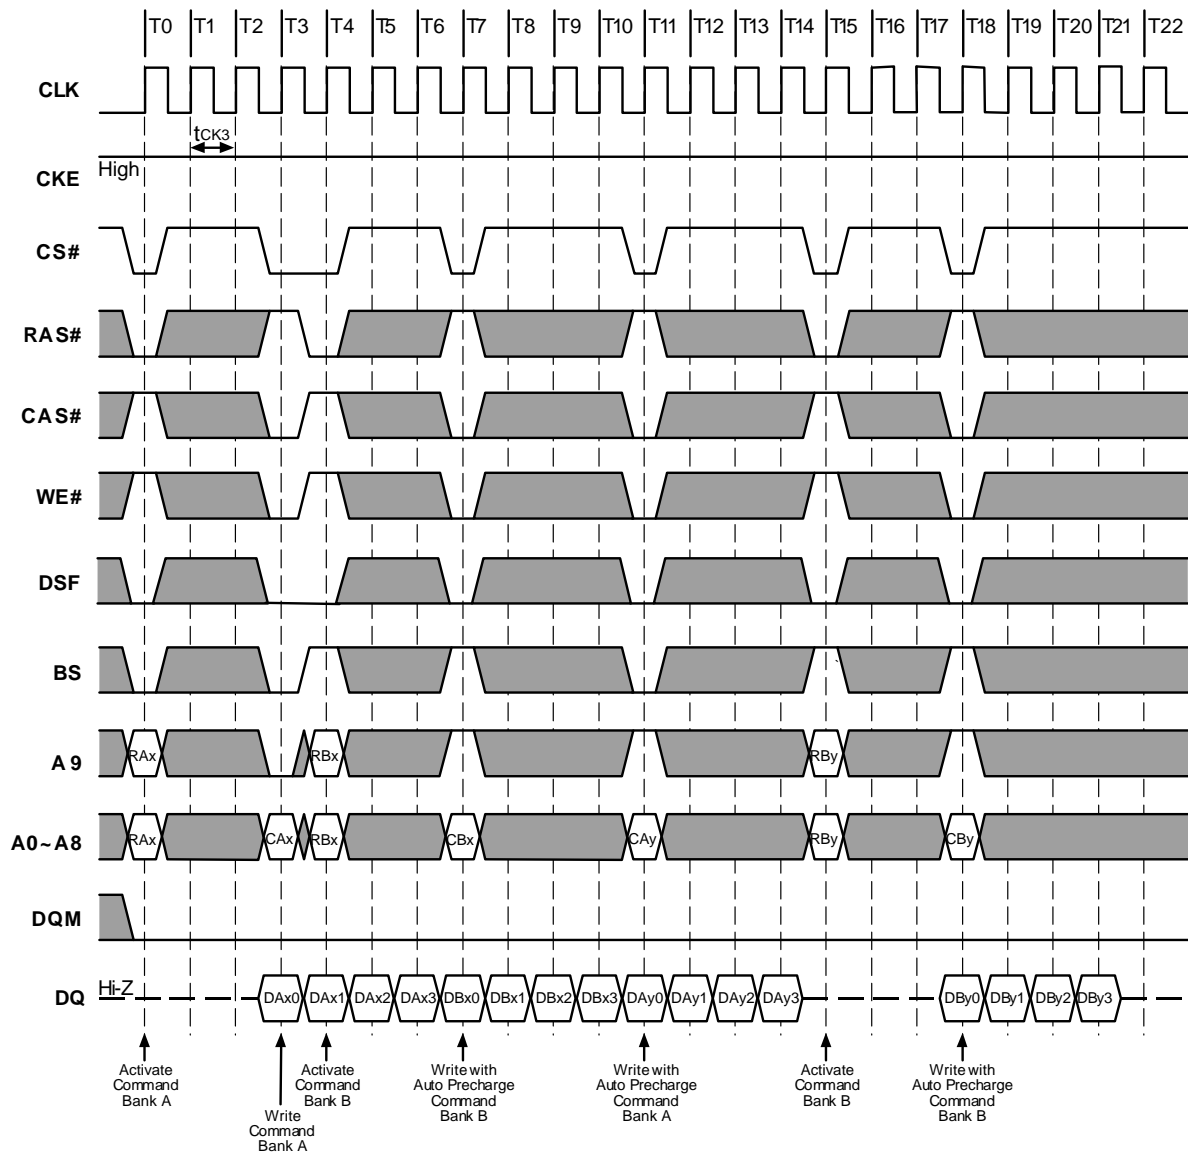 T0 T1 T2 T3 T4 T5 T6 T7 T8 T9 T10 T11 T12 T13 T14 T15 T16 T17 T18 T19 T20 T21 T22
CLK
tCK3
High
CKE
CS#
RAS#
CAS#
WE#
DSF
BS
A9 RAx RBx RBy
A0~A8 RAx CAx RBx CBx CAy RBy CBy
DQM
Hi-Z
DQ DAx0 DAx1 DAx2 DAx3 DBx0 DBx1 DBx2 DBx3 DAy0 DAy1 DAy2 DAy3 DBy0 DBy1 DBy2 DBy3
Activate
Command
Bank A
Write
Command
Bank A
Activate
Command
Bank B
Write with
Auto Precharge
Command
Bank B
Write with
Auto Precharge
Command
Bank A
Activate
Command
Bank B
Write with
Auto Precharge
Command
Bank B